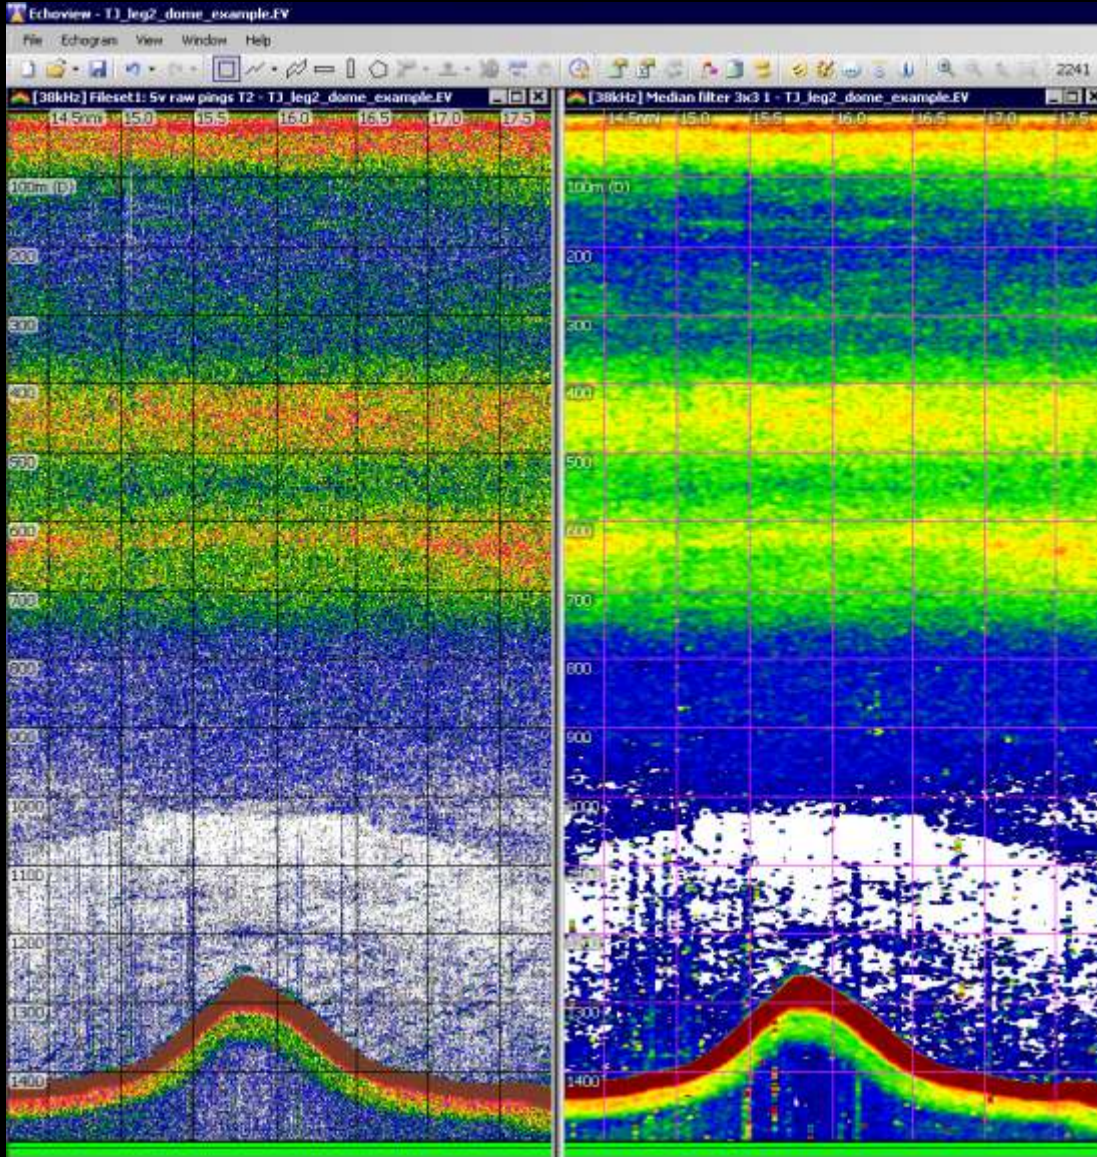 Echoview - TJ_leg2_dome_example.EV
File Echogram View Window Help
2241
[38kHz] Fileset1: Sv raw pings T2 - TJ_leg2_dome_example.EV
14.5nmi 15.0 15.5 16.0 16.5 17.0 17.5
100m (D)
200
300
400
500
600
700
800
900
1000
1100
1200
1300
1400
[38kHz] Median filter 3x3 1 - TJ_leg2_dome_example.EV
14.5nmi 15.0 15.5 16.0 16.5 17.0 17.5
100m (D)
200
300
400
500
600
700
800
900
1400